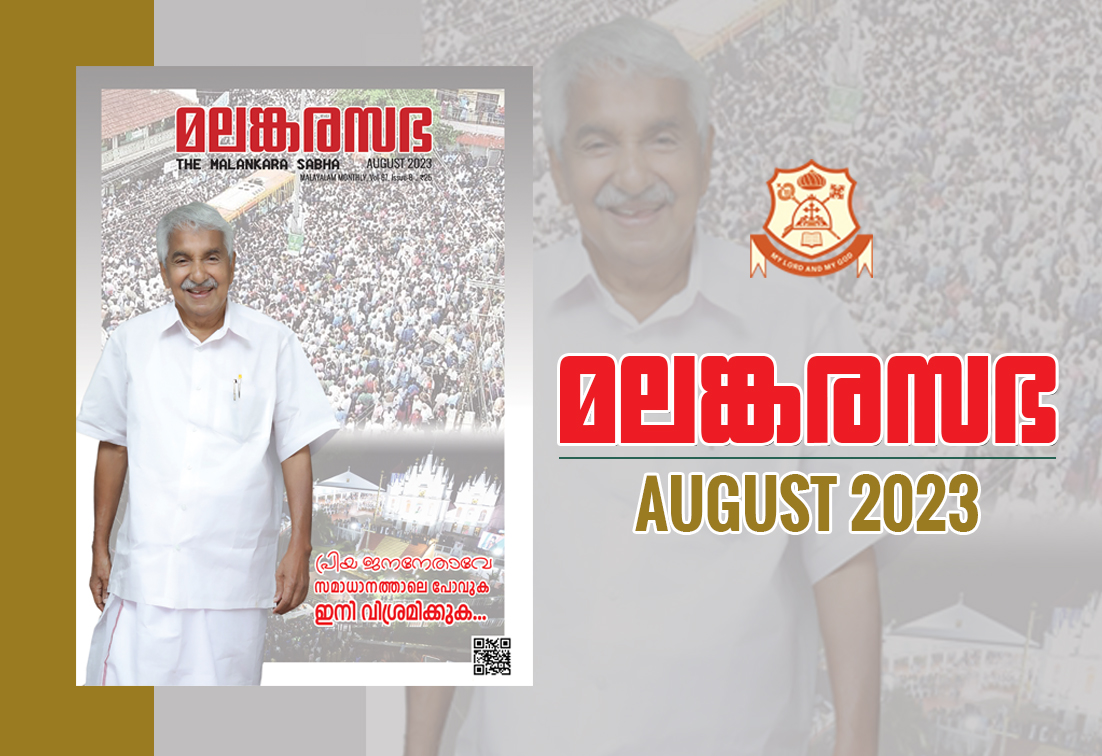 മലങ്കരസഭ
THE MALANKARA SABHA AUGUST 2023
MALAYALAM MONTHLY, Vol 67, Issue 8 , ₹25
പ്രിയ ജനനേതാവേ
സമാധാനത്താലെ പോവുക
ഇനി വിശ്രമിക്കുക...
MY LORD AND MY GOD
മലങ്കരസഭ
AUGUST 2023